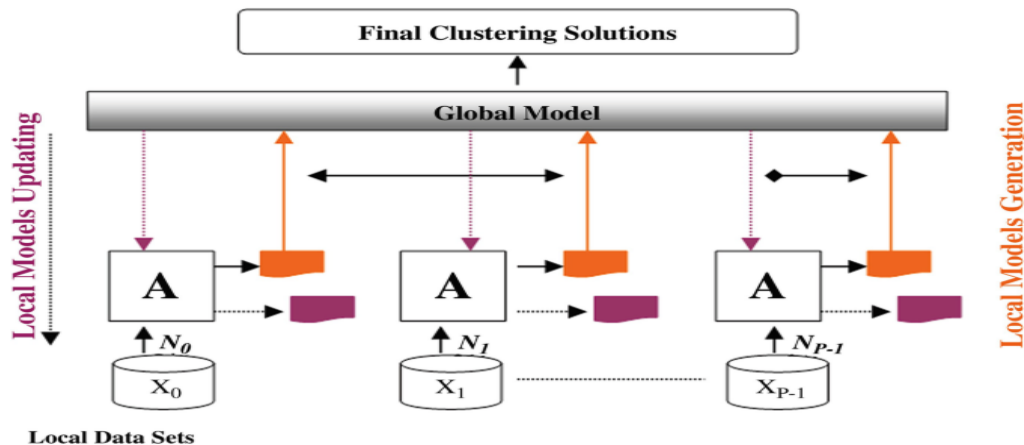 Final Clustering Solutions
Global Model
Local Models Updating
Local Models Generation
A
A
A
N0
N1
NP-1
X0
X1
XP-1
Local Data Sets